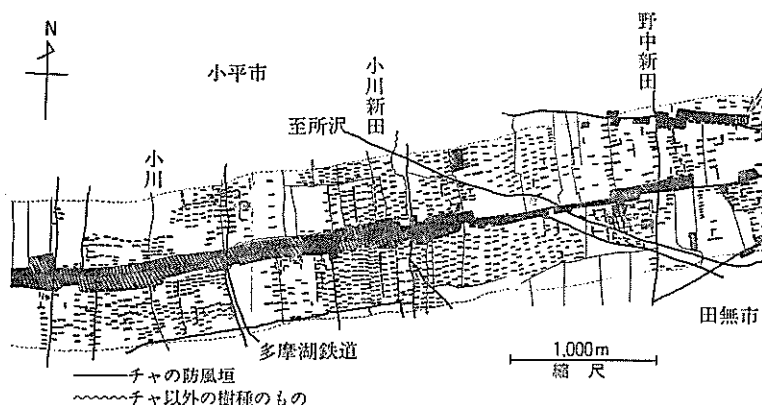 N
小平市
小川
小川新田
至所沢
野中新田
多摩湖鉄道
田無市
1,000m
縮 尺
チャの防風垣
チャ以外の樹種のもの